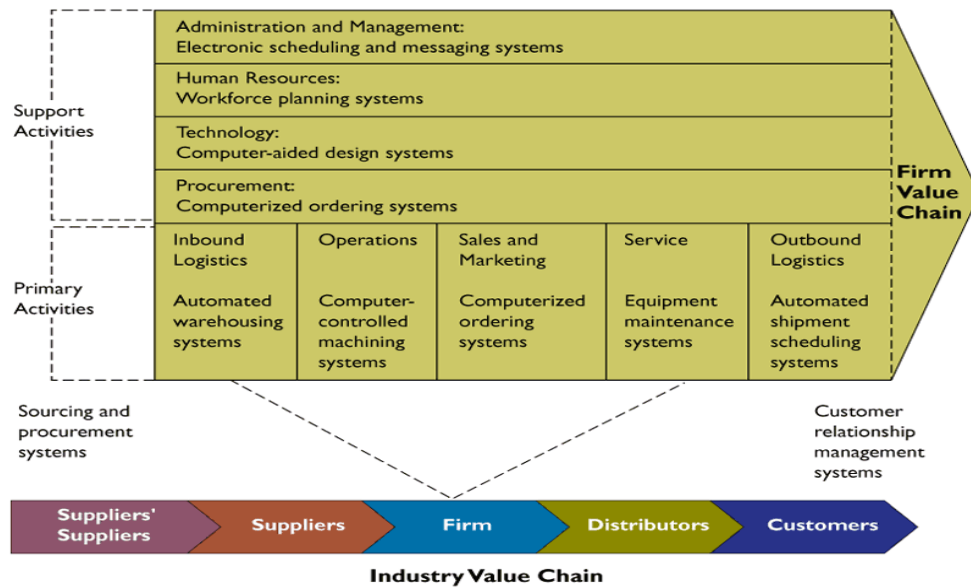 Administration and Management:
Electronic scheduling and messaging systems
Human Resources:
Workforce planning systems
Support
Activities
Technology:
Computer-aided design systems
Procurement:
Computerized ordering systems
Firm
Value
Chain
Primary
Activities
Inbound
Logistics
Automated
warehousing
systems
Operations
Computer-
controlled
machining
systems
Sales and
Marketing
Computerized
ordering
systems
Service
Equipment
maintenance
systems
Outbound
Logistics
Automated
shipment
scheduling
systems
Sourcing and
procurement
systems
Customer
relationship
management
systems
Suppliers'
Suppliers
Suppliers
Firm
Distributors
Customers
Industry Value Chain